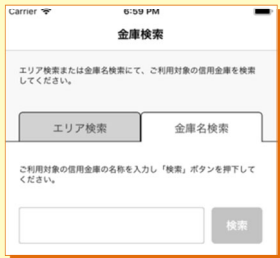 Carrier 6:59 PM
金庫検索
エリア検索または金庫名検索にて、ご利用対象の信用金庫を検索
してください。
エリア検索 金庫名検索
ご利用対象の信用金庫の名称を入力し「検索」ボタンを押下して
ください。
検索